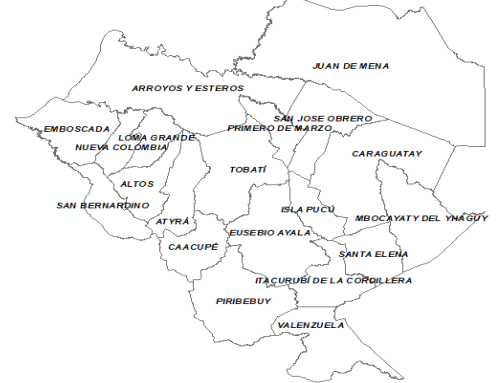 JUAN DE MENA
ARROYOS Y ESTEROS
SAN JOSE OBRERO
EMBOSCADA
PRIMERO DE MARZO
LOMA GRANDE
NUEVA COLOMBIA
CARAGUATAY
TOBATÍ
ALTOS
SAN BERNARDINO
ISLA PUCÚ
MBOCAYATY DEL YHAGUY
ATYRÁ
EUSEBIO AYALA
CAACUPÉ
SANTA ELENA
ITACURUBÍ DE LA CORDILLERA
PIRIBEBUY
VALENZUELA